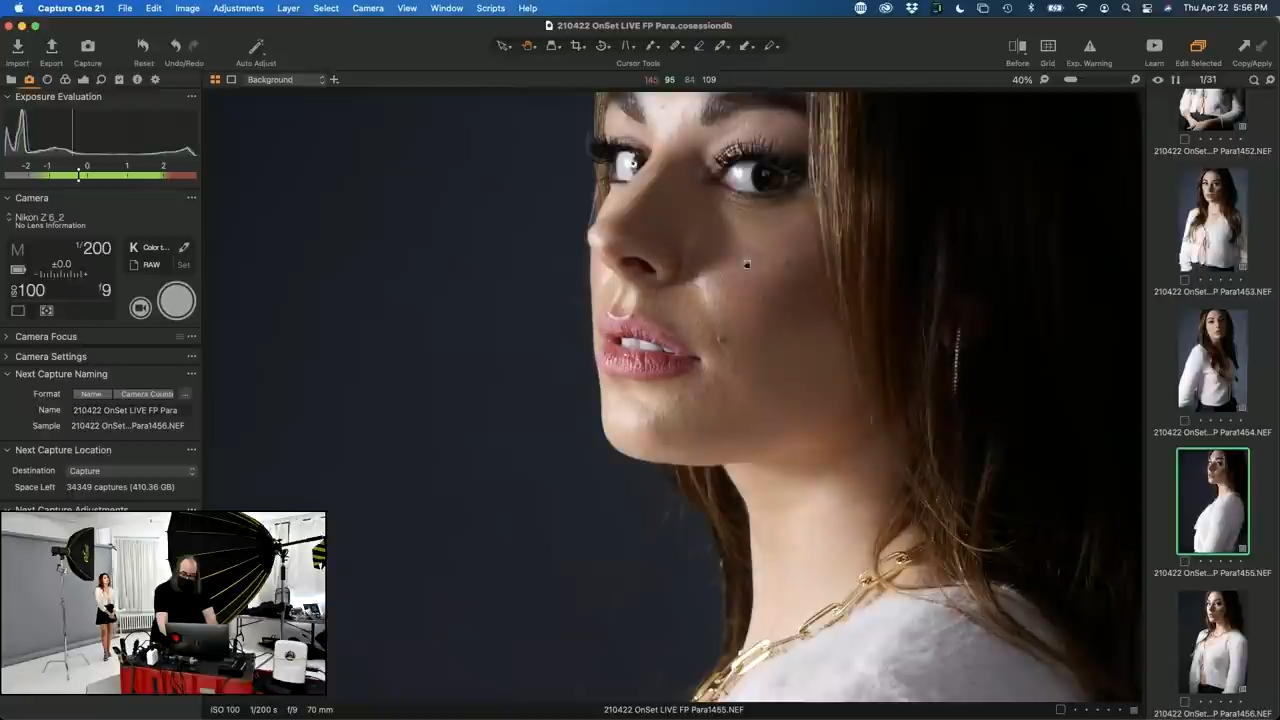 Capture One 21 File Edit Image Adjustments Layer Select Camera View Window Scripts Help Thu Apr 22 5:56 PM
210422 OnSet LIVE FP Para.cosessiondb
Import Export Capture Reset Undo/Redo Auto Adjust Cursor Tools Before Grid Exp. Warning Learn Edit Selected Copy/Apply
Background 145 95 84 109 40% 1/31
Exposure Evaluation
-2 -1 0 1 2
Camera
Nikon Z 6_2
No Lens Information
M 1/200 K Color t...
±0.0 RAW Set
100 f9
Camera Focus
Camera Settings
Next Capture Naming
Format Name Camera Count
Name 210422 OnSet LIVE FP Para
Sample 210422 OnSet...Para1456.NEF
Next Capture Location
Destination Capture
Space Left 34349 captures (410.36 GB)
Next Capture Adjustments
210422 OnSet...P Para1452.NEF
210422 OnSet...P Para1453.NEF
210422 OnSet...P Para1454.NEF
210422 OnSet...P Para1455.NEF
210422 OnSet...P Para1456.NEF
ISO 100 1/200 s f/9 70 mm 210422 OnSet LIVE FP Para1455.NEF